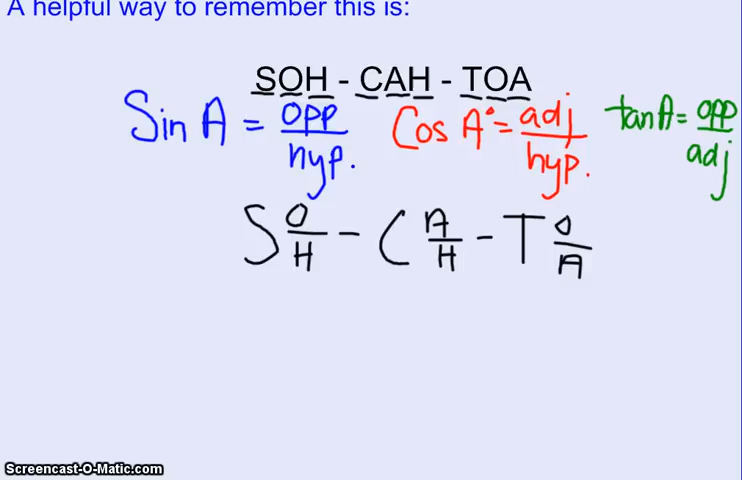 A helpful way to remember this is:
SOH - CAH - TOA
Sin A = opp/hyp. Cos A° = adj/hyp. tan A = opp/adj
S O/H - C A/H - T O/A
Screencast-O-Matic.com